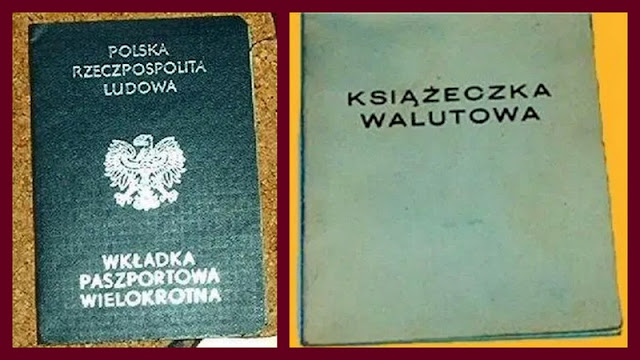 POLSKA
RZECZPOSPOLITA
LUDOWA
WKŁADKA
PASZPORTOWA
WIELOKROTNA
KSIĄŻECZKA
WALUTOWA